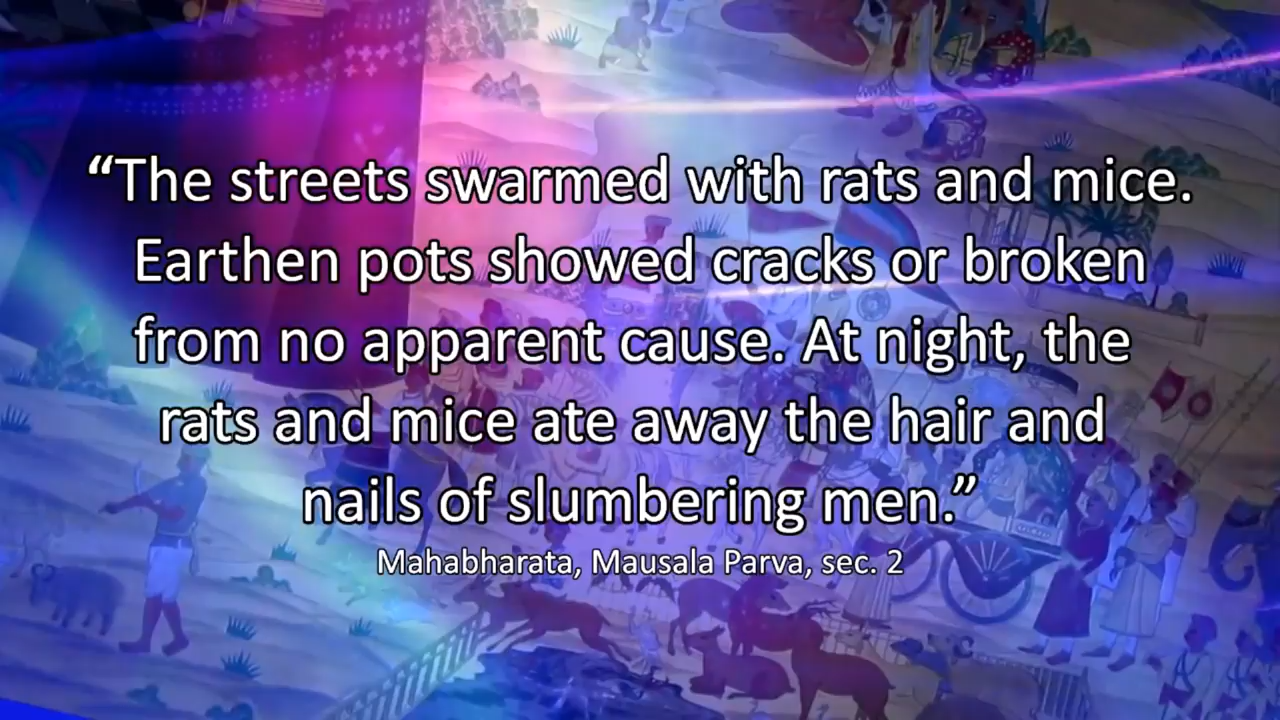 “The streets swarmed with rats and mice.
Earthen pots showed cracks or broken
from no apparent cause. At night, the
rats and mice ate away the hair and
nails of slumbering men.”
Mahabharata, Mausala Parva, sec. 2